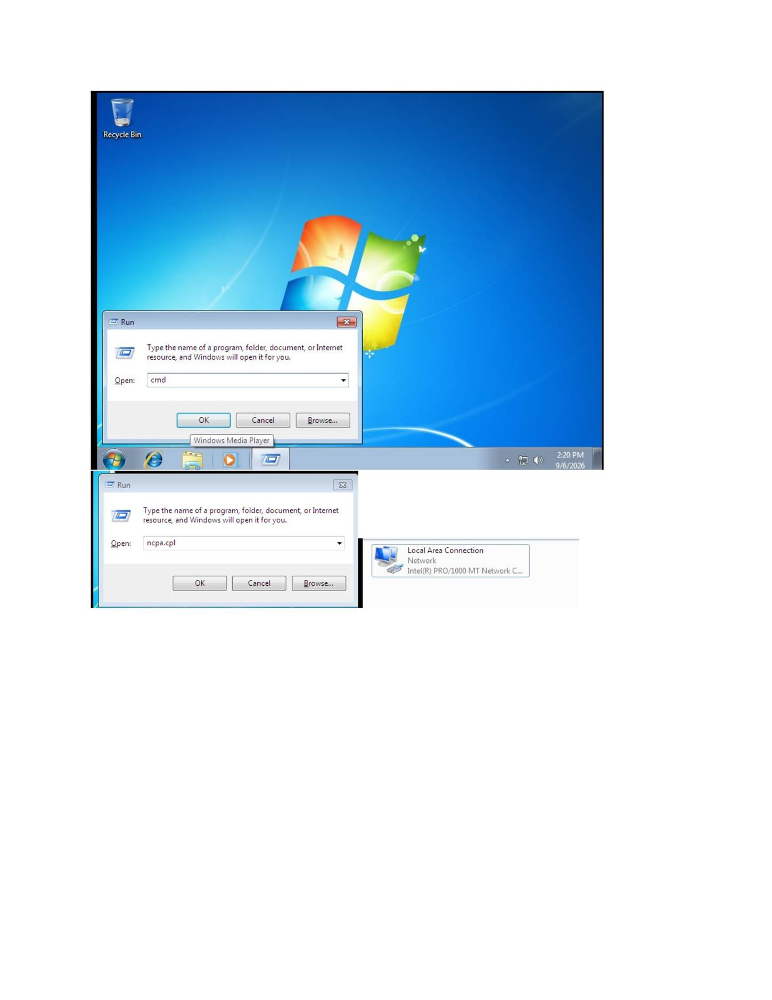 Recycle Bin
Run
Type the name of a program, folder, document, or Internet
resource, and Windows will open it for you.
Open: cmd
OK Cancel Browse...
Windows Media Player
2:20 PM
9/6/2026
Run
Type the name of a program, folder, document, or Internet
resource, and Windows will open it for you.
Open: ncpa.cpl
OK Cancel Browse...
Local Area Connection
Network
Intel(R) PRO/1000 MT Network C...